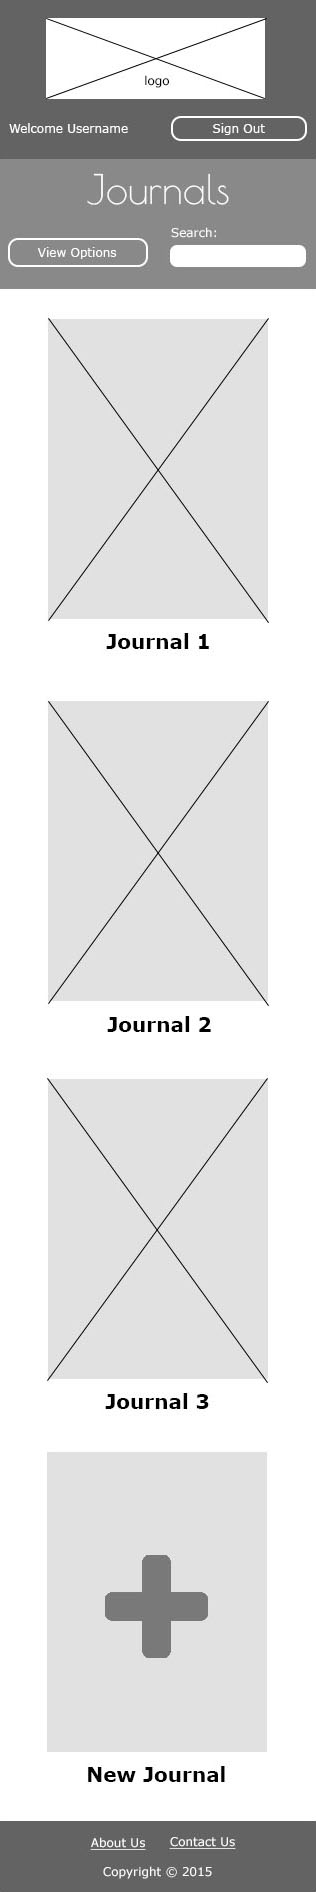 logo
Welcome Username
Sign Out
Journals
Search:
View Options
Journal 1
Journal 2
Journal 3
New Journal
About Us
Contact Us
Copyright © 2015